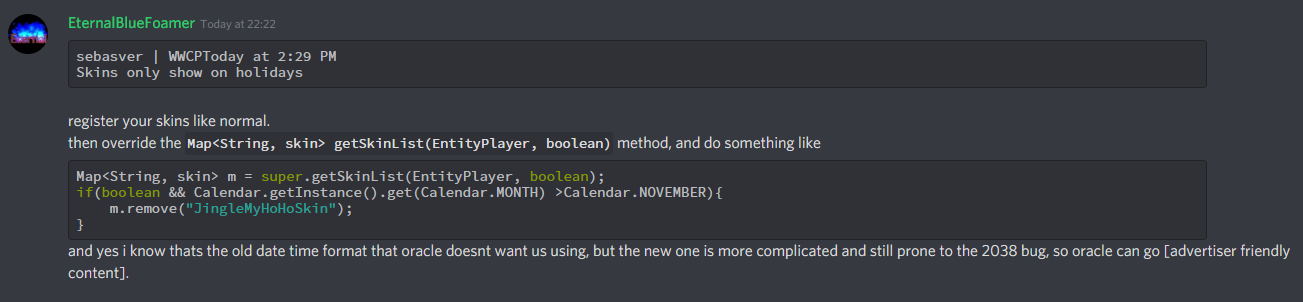 EternalBlueFoamer Today at 22:22
sebasver | WWCPToday at 2:29 PM
Skins only show on holidays
register your skins like normal.
then override the Map<String, skin> getSkinList(EntityPlayer, boolean) method, and do something like
Map<String, skin> m = super.getSkinList(EntityPlayer, boolean);
if(boolean && Calendar.getInstance().get(Calendar.MONTH) >Calendar.NOVEMBER){
    m.remove("JingleMyHoHoSkin");
}
and yes i know thats the old date time format that oracle doesnt want us using, but the new one is more complicated and still prone to the 2038 bug, so oracle can go [advertiser friendly
content].